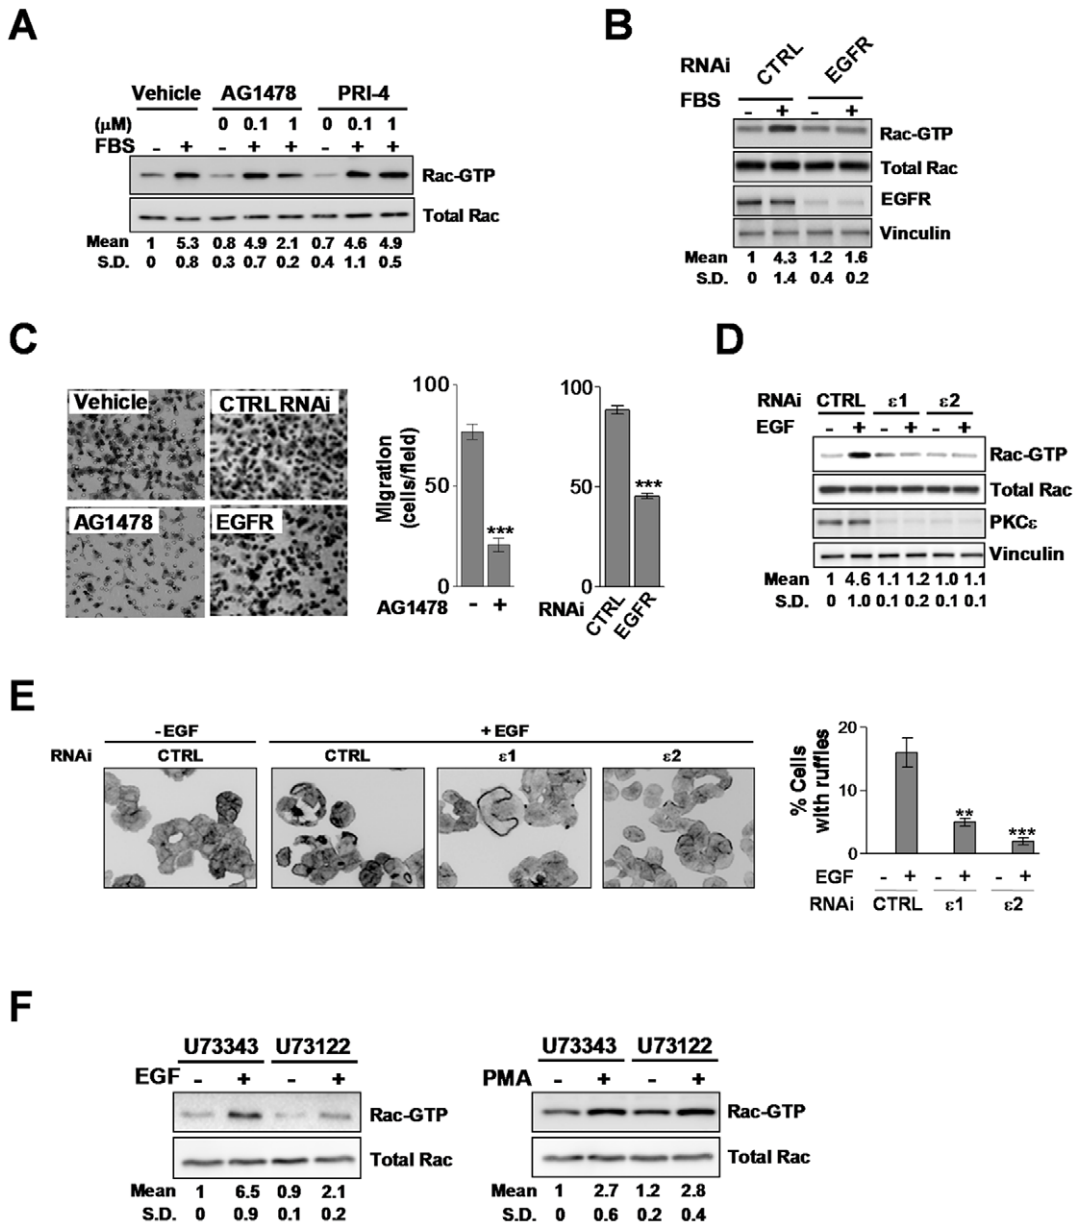 A
Vehicle AG1478 PRI-4
(μM) 0 0.1 1 0 0.1 1
FBS - + - + + - + +
Rac-GTP
Total Rac
Mean 1 5.3 0.8 4.9 2.1 0.7 4.6 4.9
S.D. 0 0.8 0.3 0.7 0.2 0.4 1.1 0.5
B
RNAi CTRL EGFR
FBS - + - +
Rac-GTP
Total Rac
EGFR
Vinculin
Mean 1 4.3 1.2 1.6
S.D. 0 1.4 0.4 0.2
C
Vehicle CTRL RNAi
AG1478 EGFR
Migration
(cells/field)
100
50
0
***
AG1478 - +
100
50
0
***
RNAi CTRL EGFR
D
RNAi CTRL ε1 ε2
EGF - + - + - +
Rac-GTP
Total Rac
PKCε
Vinculin
Mean 1 4.6 1.1 1.2 1.0 1.1
S.D. 0 1.0 0.1 0.2 0.1 0.1
E
- EGF + EGF
RNAi CTRL CTRL ε1 ε2
% Cells
with ruffles
20
10
0
** ***
EGF - + - + - +
RNAi CTRL ε1 ε2
F
U73343 U73122
EGF - + - +
Rac-GTP
Total Rac
Mean 1 6.5 0.9 2.1
S.D. 0 0.9 0.1 0.2
U73343 U73122
PMA - + - +
Rac-GTP
Total Rac
Mean 1 2.7 1.2 2.8
S.D. 0 0.6 0.2 0.4